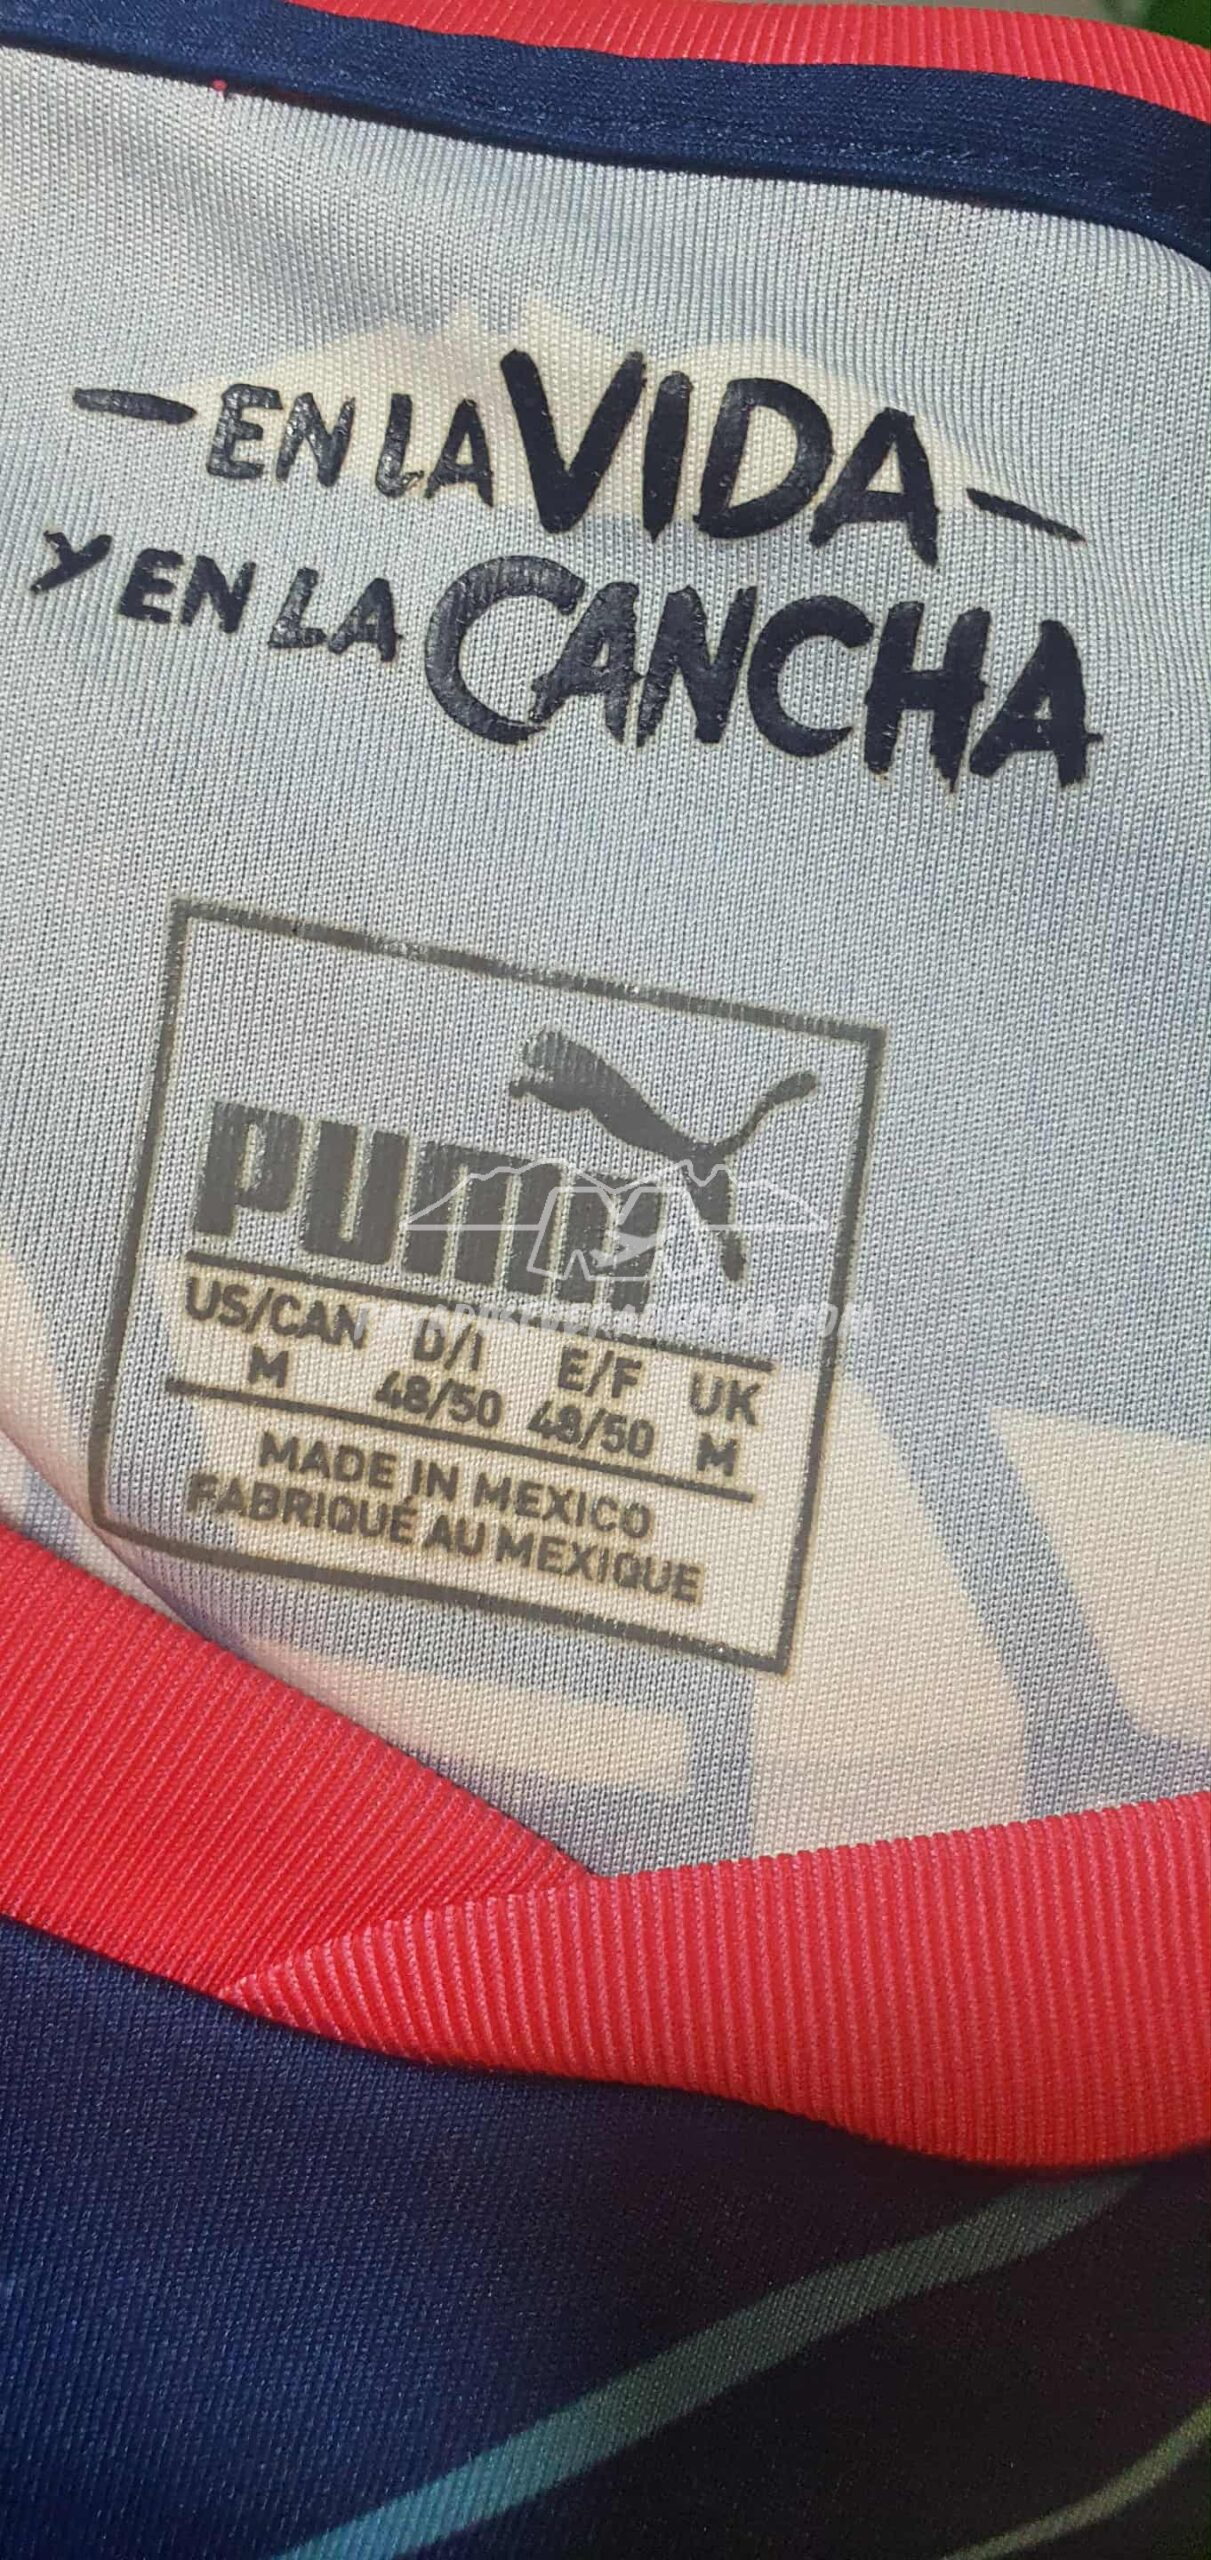 EN LA VIDA
Y EN LA CANCHA
PUMA
US/CAN D/I E/F UK
M 48/50 48/50 M
MADE IN MEXICO
FABRIQUÉ AU MEXIQUE